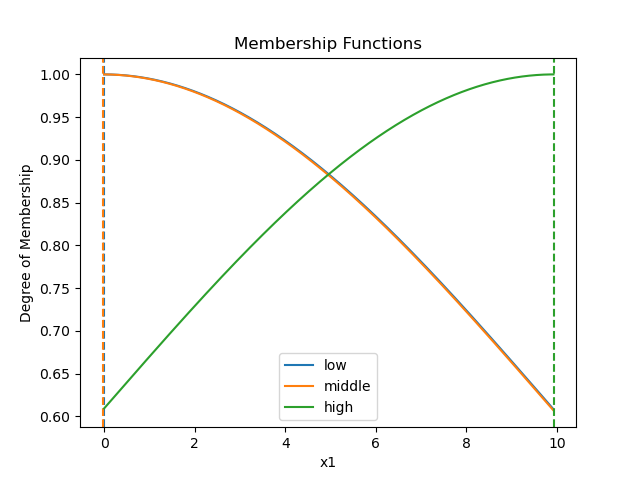 Membership Functions
Degree of Membership
1.00
0.95
0.90
0.85
0.80
0.75
0.70
0.65
0.60
low
middle
high
0 2 4 6 8 10
x1